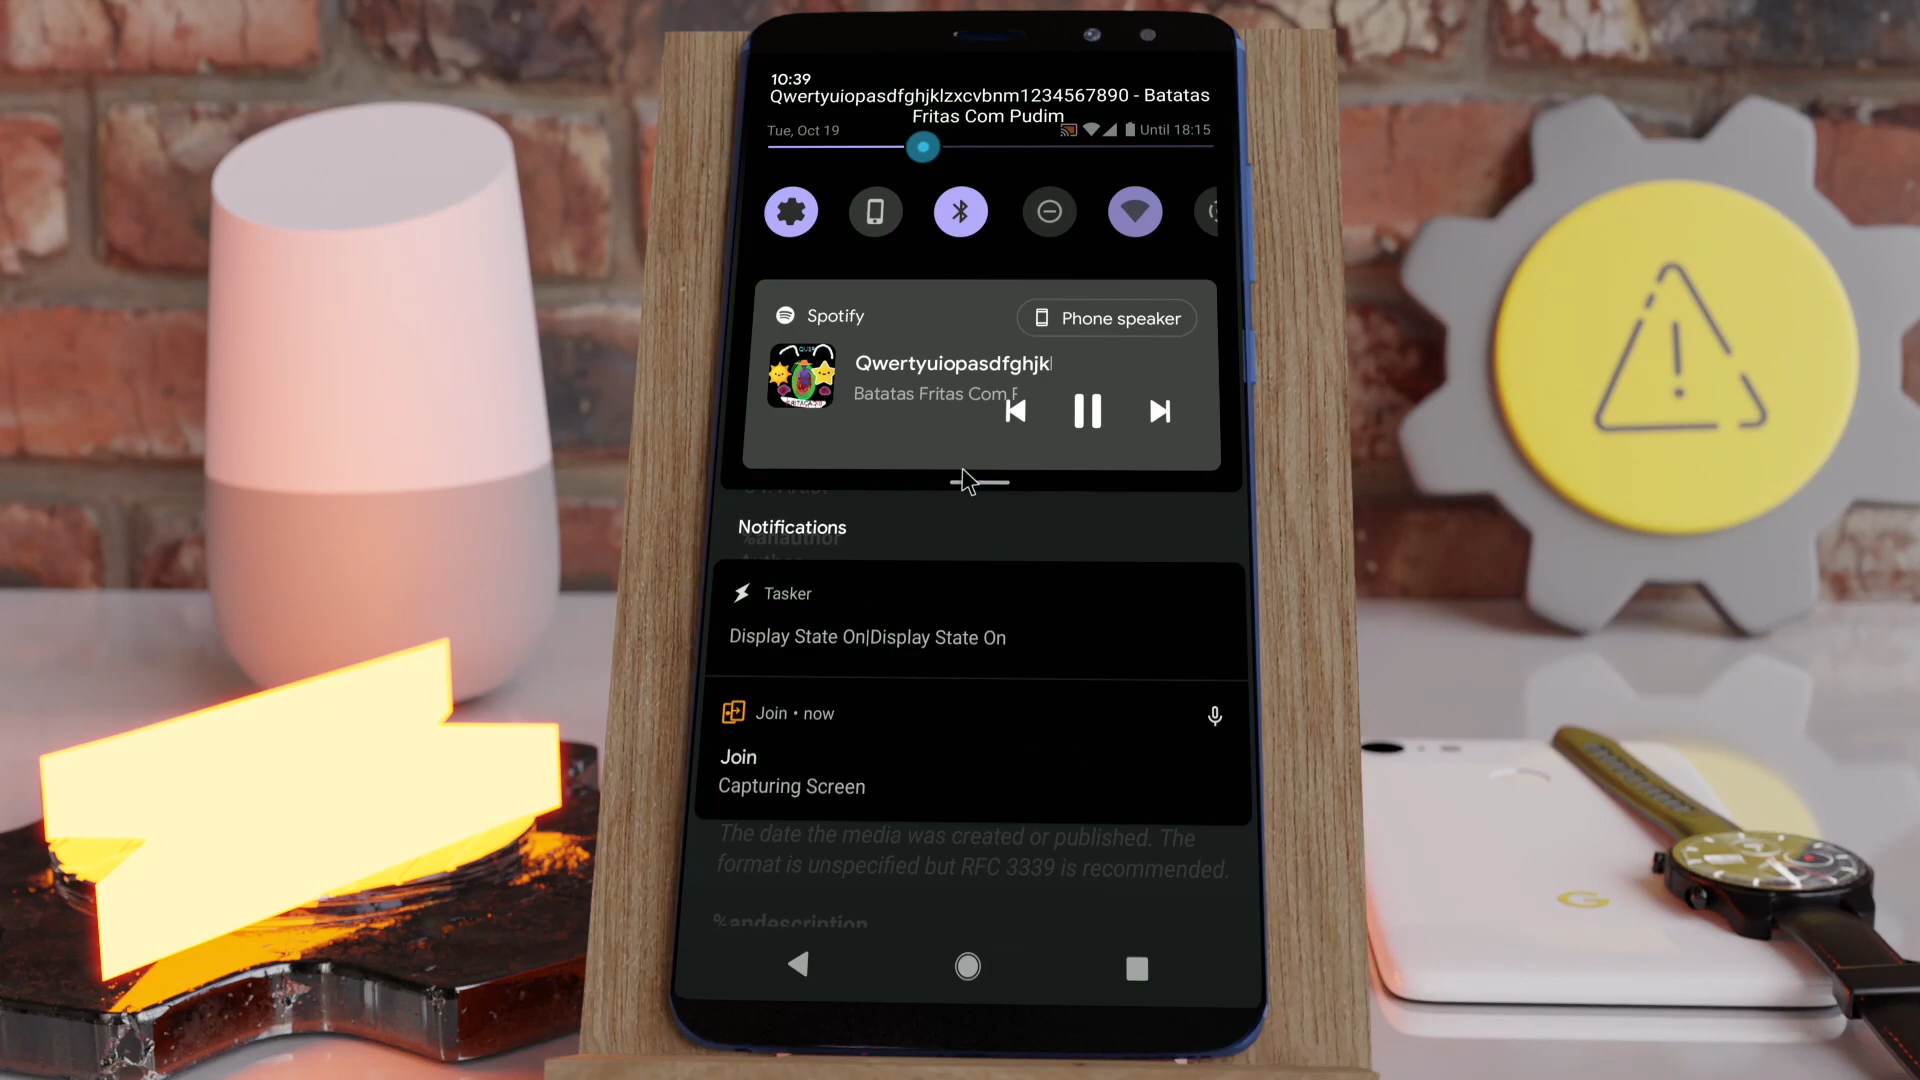 10:39
Qwertyuiopasdfghjklzxcvbnm1234567890 - Batatas
Fritas Com Pudim
Tue, Oct 19
Until 18:15
Spotify
Phone speaker
Qwertyuiopasdfghjkl
Batatas Fritas Com P
Notifications
%anauthor
Tasker
Display State On|Display State On
Join • now
Join
Capturing Screen
The date the media was created or published. The
format is unspecified but RFC 3339 is recommended.
%andescription
G